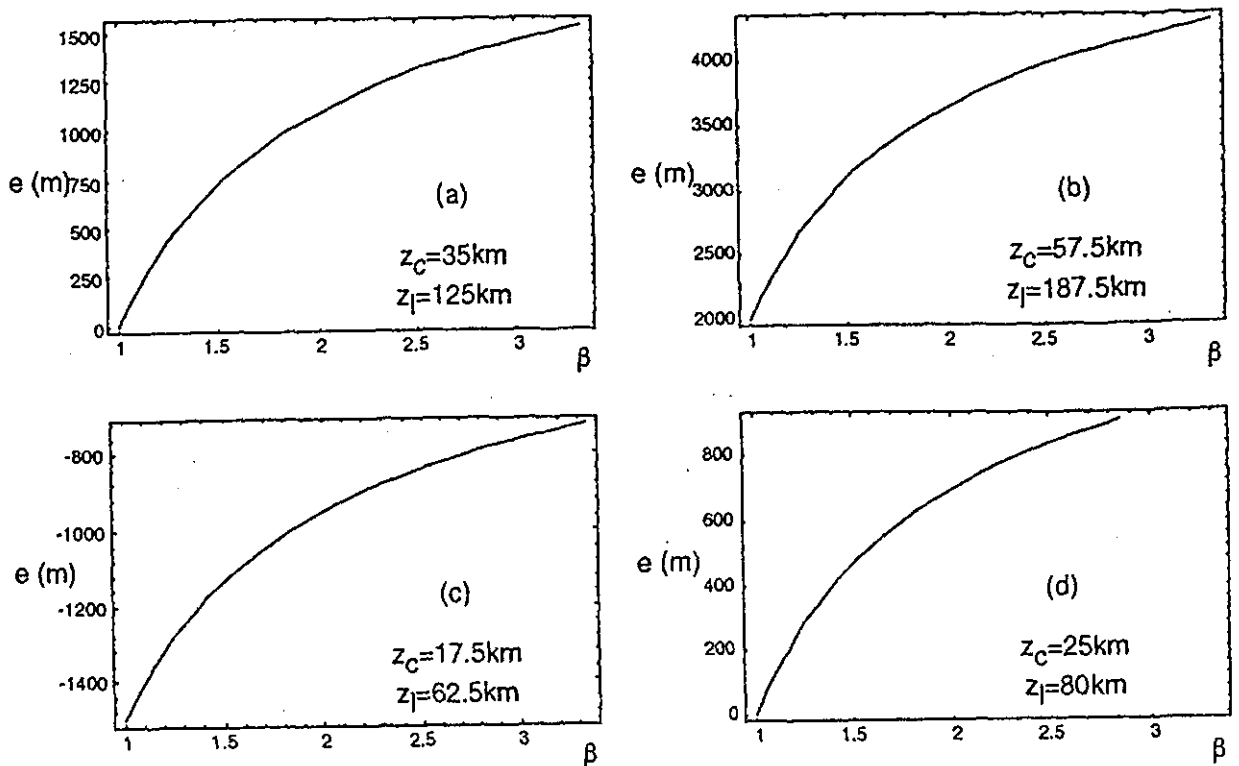 1500
1250
1000
e (m)
750
500
250
0
1
1.5
2
2.5
3
β
(a)
z_c=35km
z_l=125km
4000
3500
e (m)
3000
2500
2000
1
1.5
2
2.5
3
β
(b)
z_c=57.5km
z_l=187.5km
-800
-1000
e (m)
-1200
-1400
1
1.5
2
2.5
3
β
(c)
z_c=17.5km
z_l=62.5km
800
600
e (m)
400
200
0
1
1.5
2
2.5
3
β
(d)
z_c=25km
z_l=80km